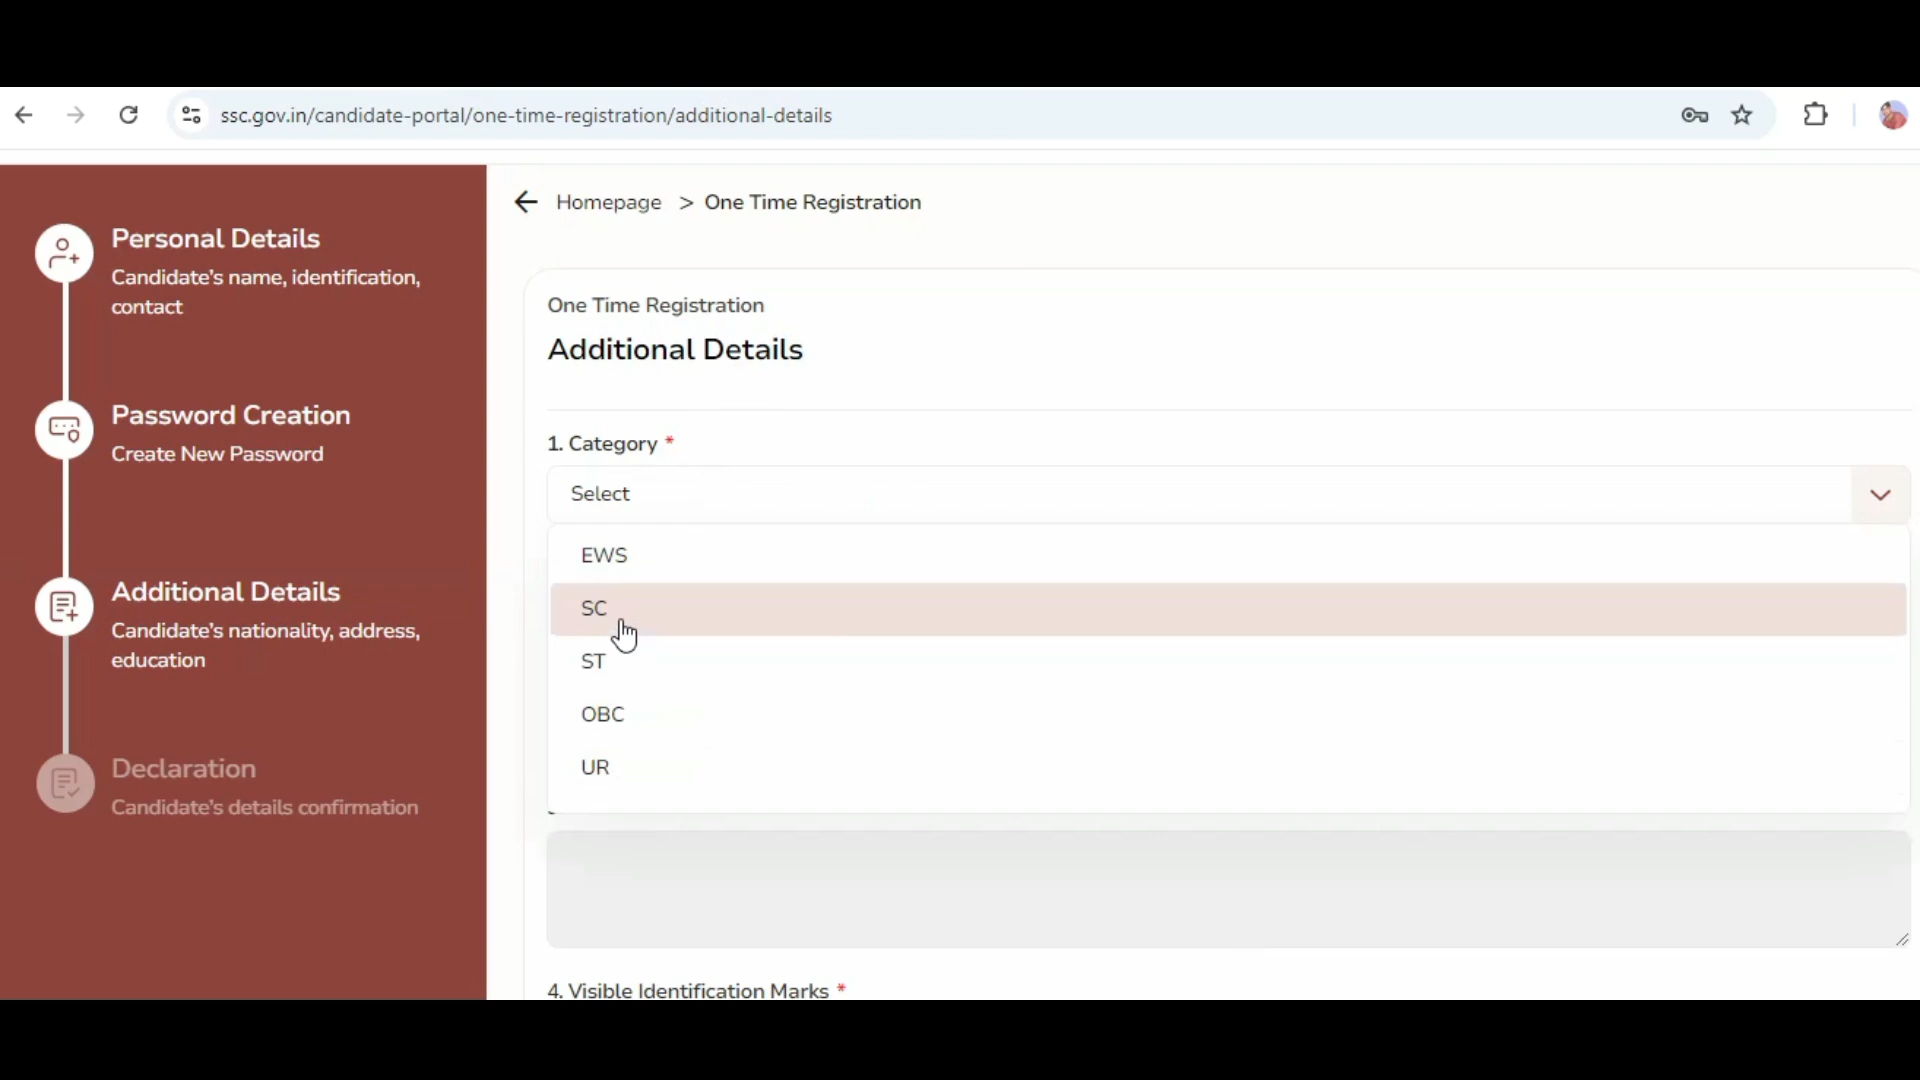 ssc.gov.in/candidate-portal/one-time-registration/additional-details
Personal Details
Candidate's name, identification,
contact
Password Creation
Create New Password
Additional Details
Candidate's nationality, address,
education
Declaration
Candidate's details confirmation
Homepage > One Time Registration
One Time Registration
Additional Details
1. Category *
Select
EWS
SC
ST
OBC
UR
4. Visible Identification Marks *